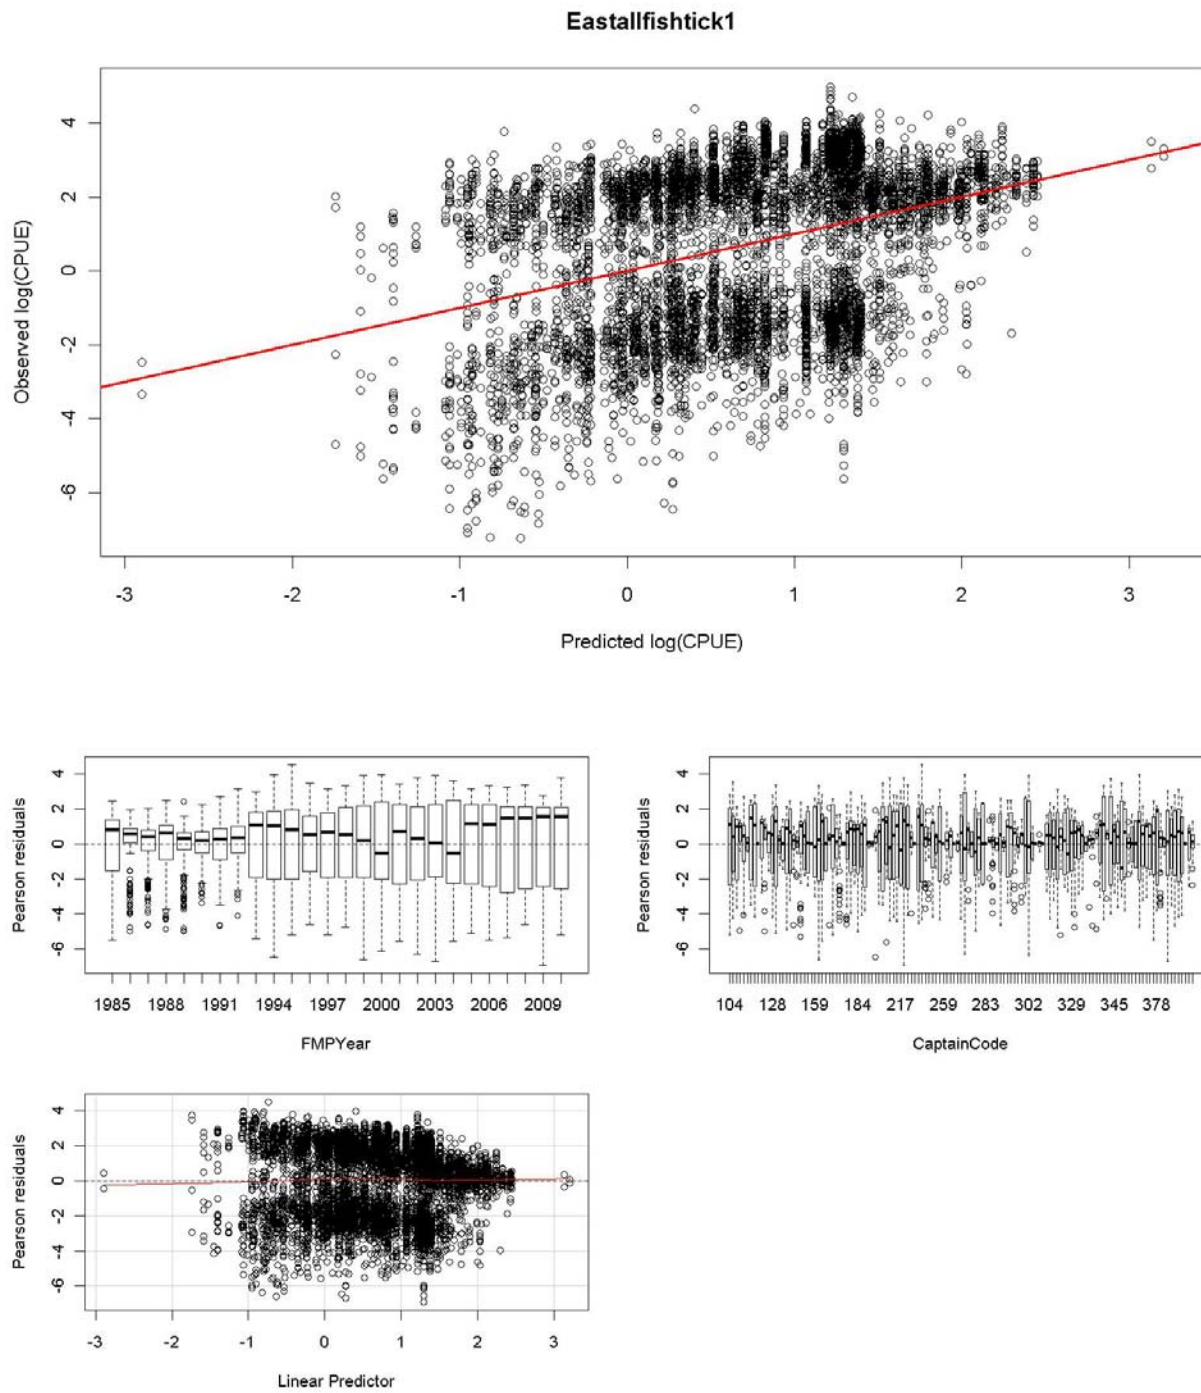 Eastallfishtick1
4
2
0
-2
-4
-6
Observed log(CPUE)
-3 -2 -1 0 1 2 3
Predicted log(CPUE)
4
2
0
-2
-4
-6
Pearson residuals
1985 1988 1991 1994 1997 2000 2003 2006 2009
FMPYear
4
2
0
-2
-4
-6
Pearson residuals
104 128 159 184 217 259 283 302 329 345 378
CaptainCode
4
2
0
-2
-4
-6
Pearson residuals
-3 -2 -1 0 1 2 3
Linear Predictor